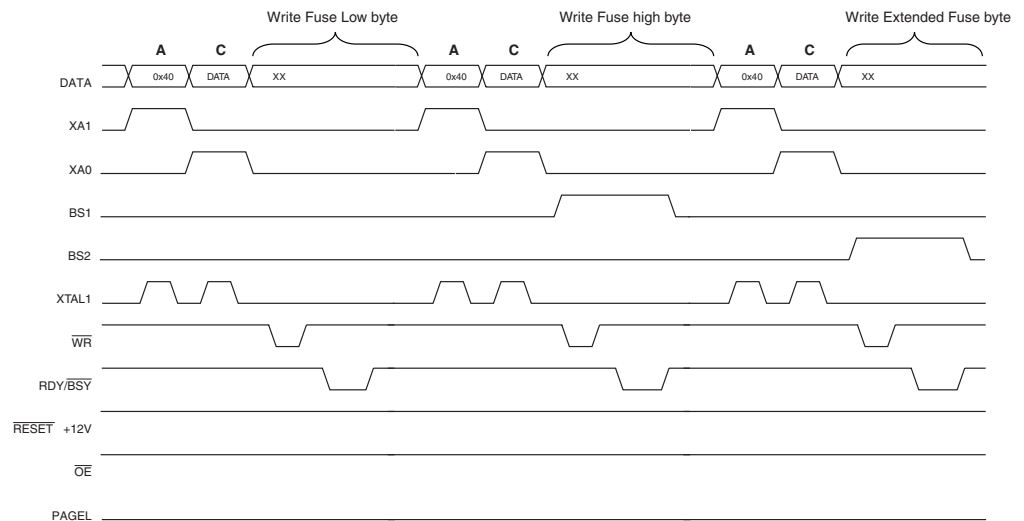 Write Fuse Low byte Write Fuse high byte Write Extended Fuse byte
A C A C A C
DATA 0x40 DATA XX 0x40 DATA XX 0x40 DATA XX
XA1
XA0
BS1
BS2
XTAL1
WR
RDY/BSY
RESET +12V
OE
PAGEL